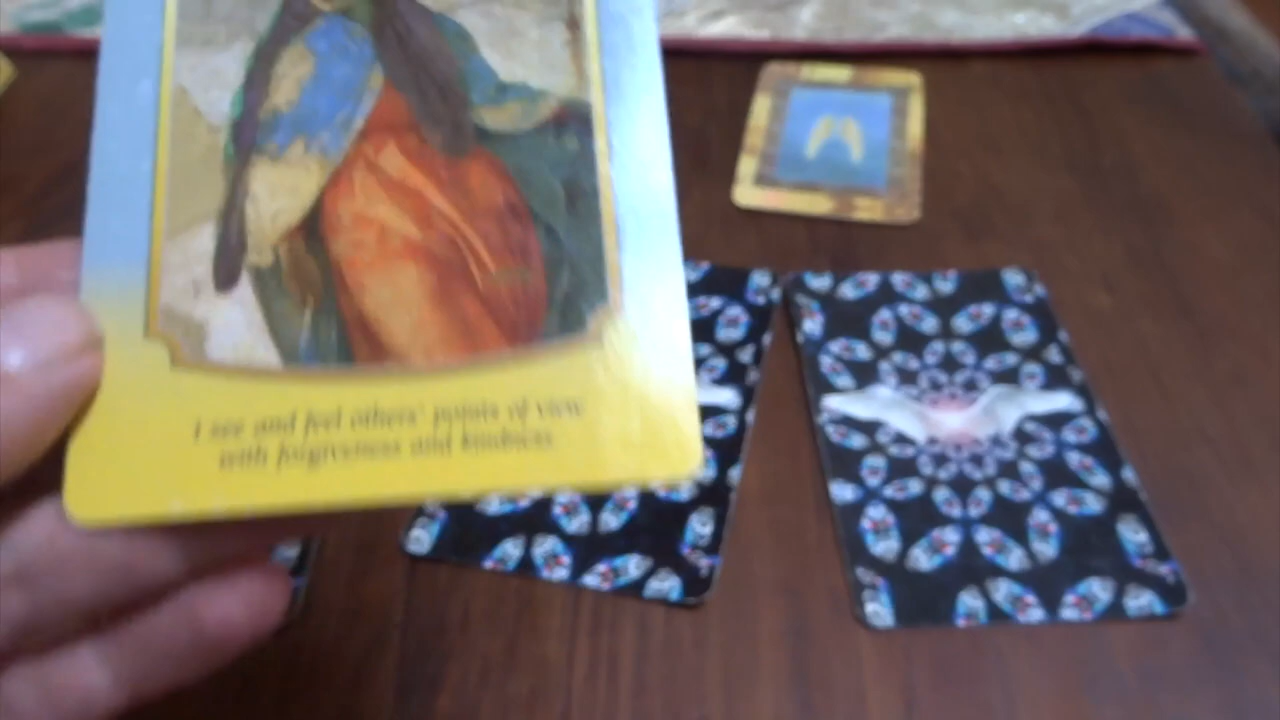 I see and feel others' points of view
with forgiveness and kindness.